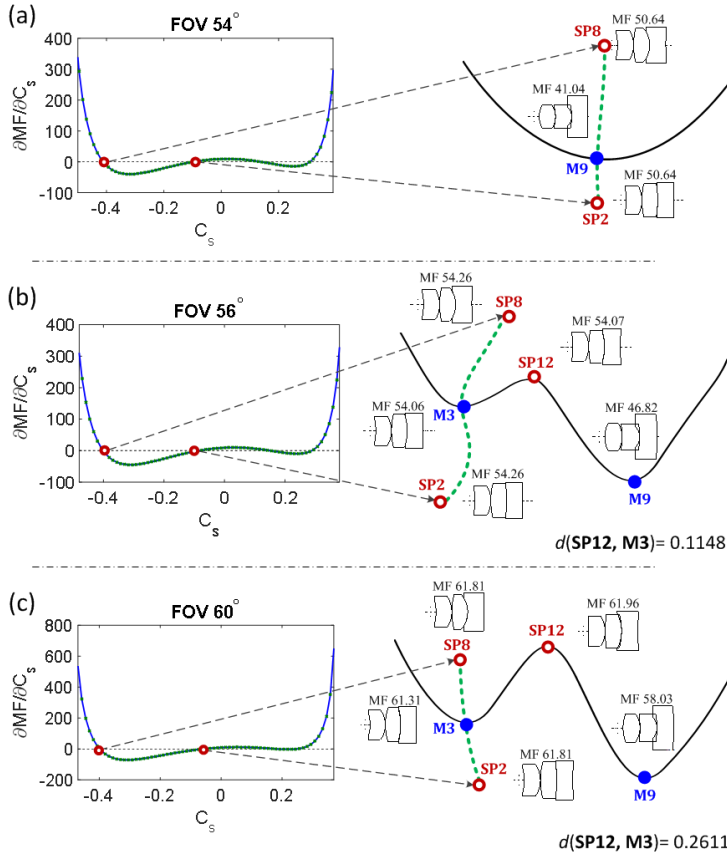 (a)
FOV 54°
∂MF/∂Cₛ
400
300
200
100
0
-100
-0.4
-0.2
0
0.2
Cₛ
SP8
MF 50.64
MF 41.04
M9
MF 50.64
SP2
(b)
FOV 56°
∂MF/∂Cₛ
400
300
200
100
0
-100
-0.4
-0.2
0
0.2
Cₛ
MF 54.26
SP8
MF 54.07
SP12
M3
MF 54.06
MF 46.82
SP2
MF 54.26
M9
d(SP12, M3)= 0.1148
(c)
FOV 60°
∂MF/∂Cₛ
800
600
400
200
0
-200
-0.4
-0.2
0
0.2
Cₛ
MF 61.81
SP8
MF 61.96
SP12
MF 61.31
M3
MF 58.03
SP2
MF 61.81
M9
d(SP12, M3)= 0.2611